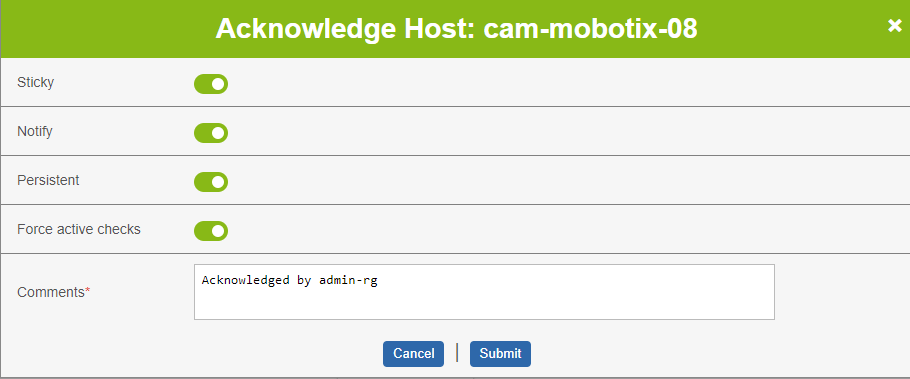 Acknowledge Host: cam-mobotix-08 ×
Sticky
Notify
Persistent
Force active checks
Comments*
Acknowledged by admin-rg
Cancel | Submit